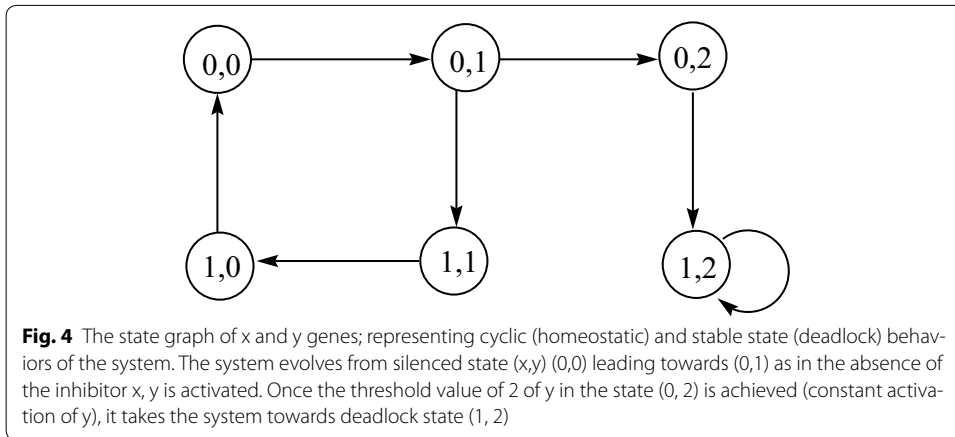 0,0
0,1
0,2
1,0
1,1
1,2
Fig. 4 The state graph of x and y genes; representing cyclic (homeostatic) and stable state (deadlock) behav-
iors of the system. The system evolves from silenced state (x,y) (0,0) leading towards (0,1) as in the absence of
the inhibitor x, y is activated. Once the threshold value of 2 of y in the state (0, 2) is achieved (constant activa-
tion of y), it takes the system towards deadlock state (1, 2)